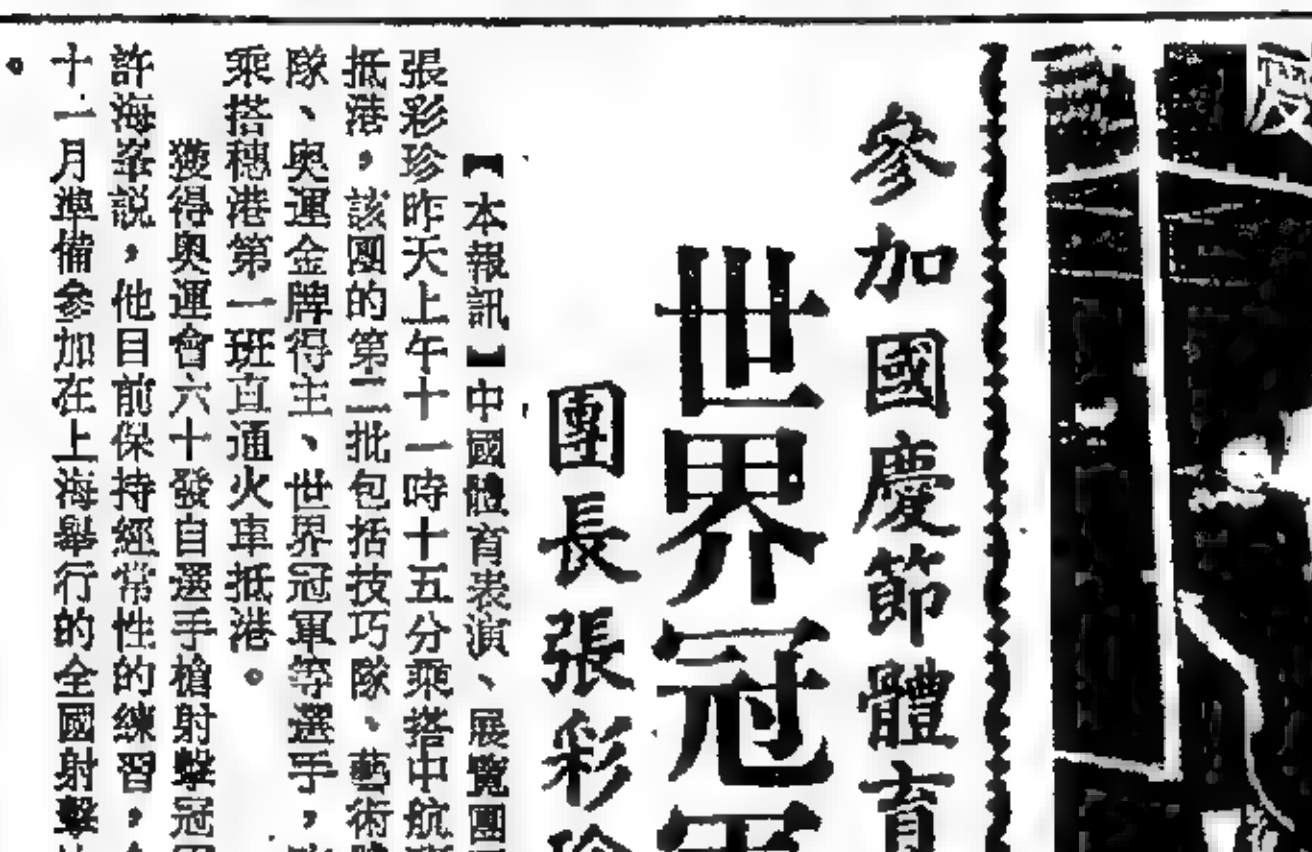 慶
參加國慶節體育
世界冠軍
團長張彩珍
【本報訊】中國體育表演、展覽團
張彩珍昨天上午十一時十五分乘搭中航
抵港，該團的第二批包括技巧隊、藝術
隊、奧運金牌得主、世界冠軍等選手，
乘搭穗港第一班直通火車抵港。
獲得奧運會六十發自選手槍射擊冠
許海峯説，他目前保持經常性的練習，
十一月準備參加在上海舉行的全國射擊
。